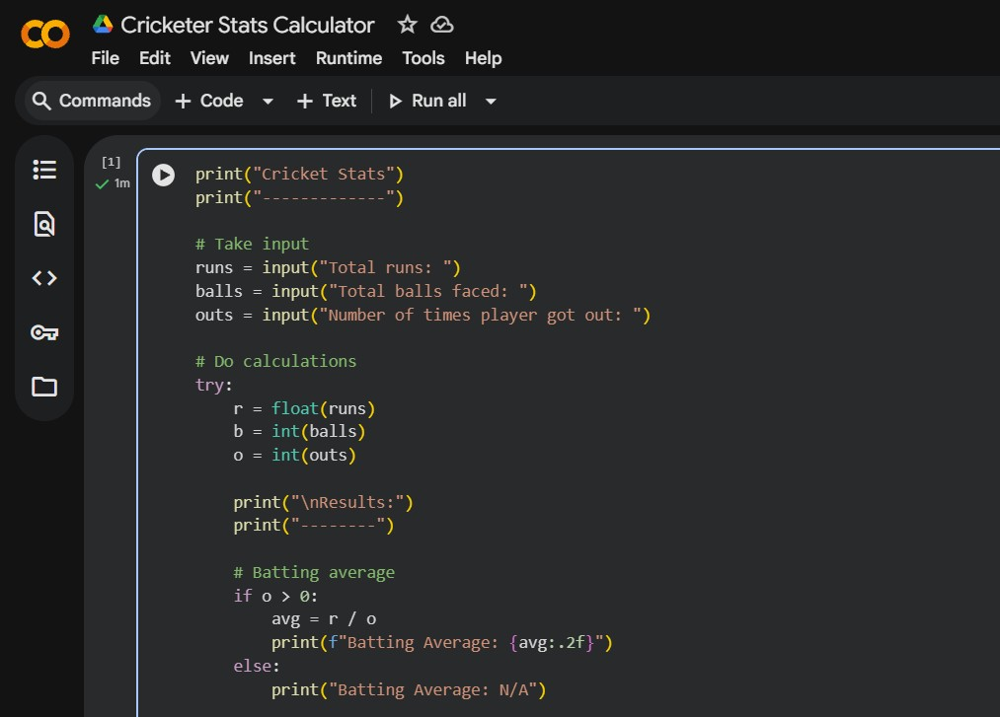 Cricketer Stats Calculator
File Edit View Insert Runtime Tools Help
Commands + Code + Text Run all
[1]
1m
print("Cricket Stats")
print("-------------")
# Take input
runs = input("Total runs: ")
balls = input("Total balls faced: ")
outs = input("Number of times player got out: ")
# Do calculations
try:
    r = float(runs)
    b = int(balls)
    o = int(outs)
    print("\nResults:")
    print("--------")
    # Batting average
    if o > 0:
        avg = r / o
        print(f"Batting Average: {avg:.2f}")
    else:
        print("Batting Average: N/A")